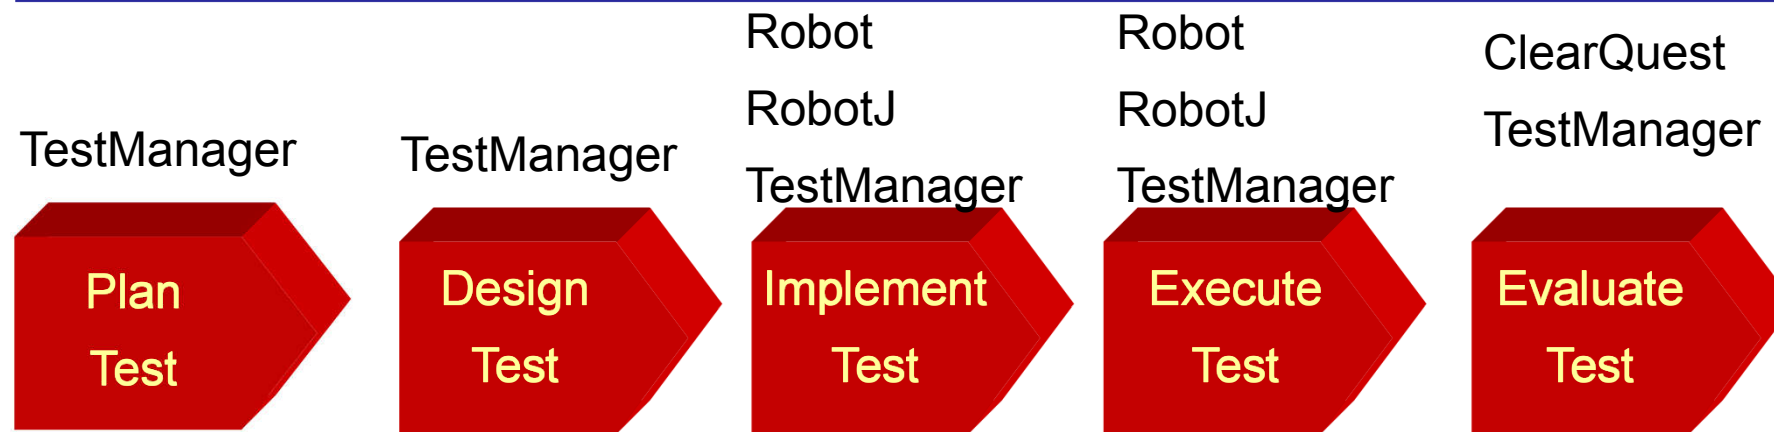 TestManager
Plan
Test
TestManager
Design
Test
Robot
RobotJ
TestManager
Implement
Test
Robot
RobotJ
TestManager
Execute
Test
ClearQuest
TestManager
Evaluate
Test